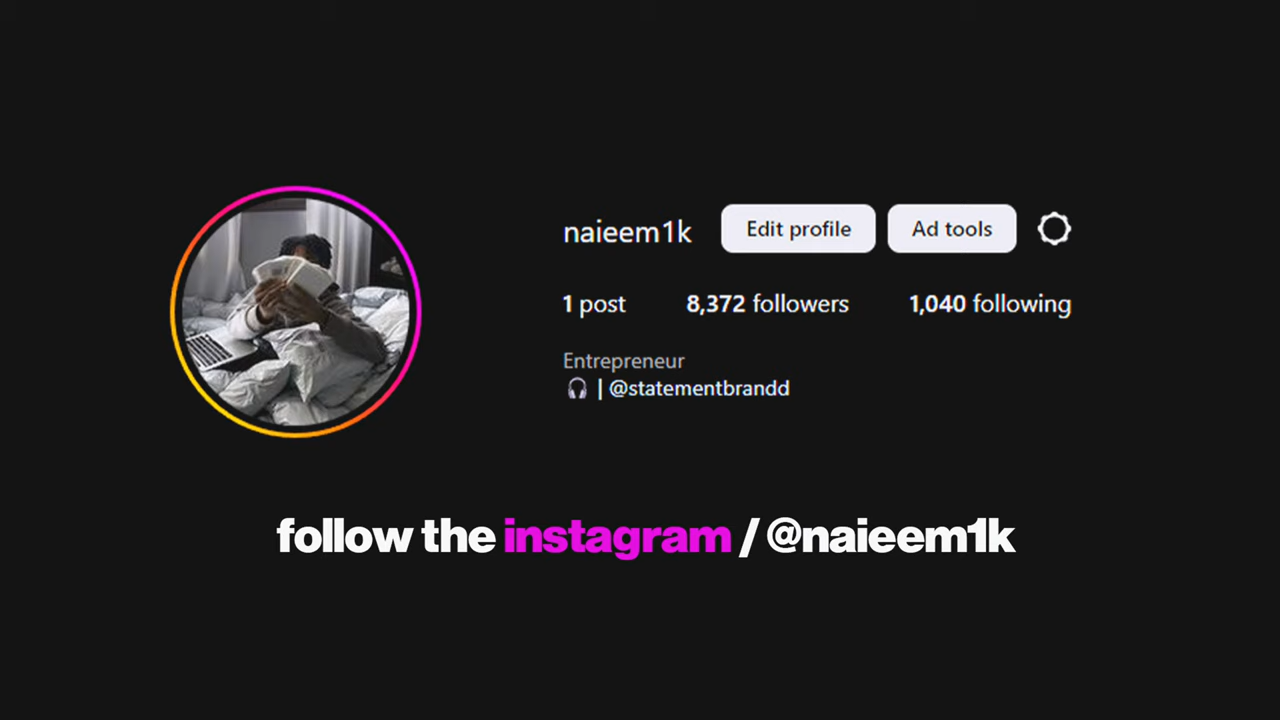 naieem1k Edit profile Ad tools
1 post 8,372 followers 1,040 following
Entrepreneur
🎧 | @statementbrandd
follow the instagram / @naieem1k